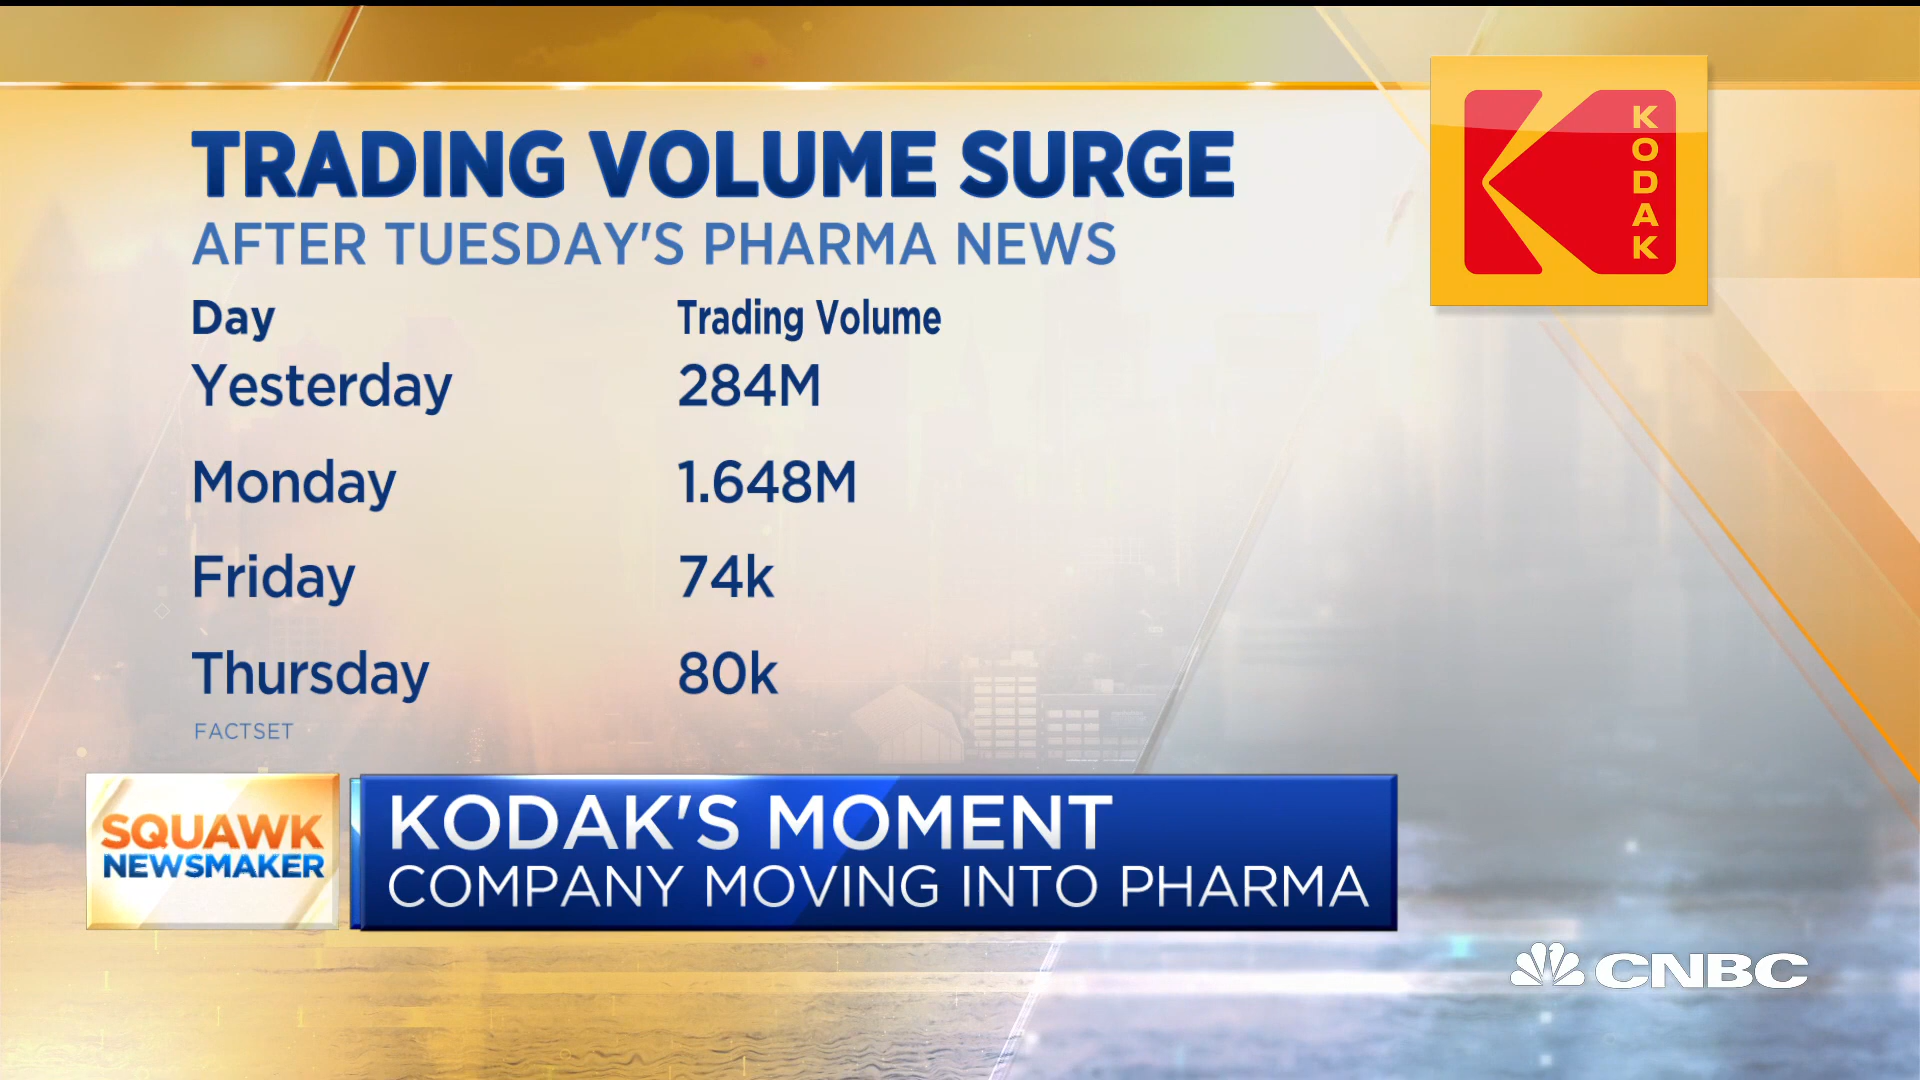 TRADING VOLUME SURGE
AFTER TUESDAY'S PHARMA NEWS
Day Trading Volume
Yesterday 284M
Monday 1.648M
Friday 74k
Thursday 80k
FACTSET
KODAK
SQUAWK
NEWSMAKER
KODAK'S MOMENT
COMPANY MOVING INTO PHARMA
CNBC